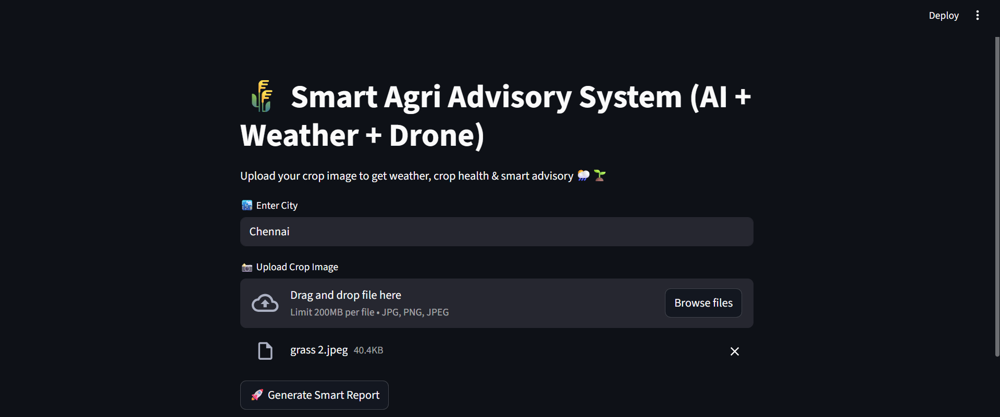 Deploy
🌾 Smart Agri Advisory System (AI +
Weather + Drone)
Upload your crop image to get weather, crop health & smart advisory 🌦️ 🌱
🏙️ Enter City
Chennai
📸 Upload Crop Image
Drag and drop file here
Limit 200MB per file • JPG, PNG, JPEG
Browse files
grass 2.jpeg 40.4KB
🚀 Generate Smart Report